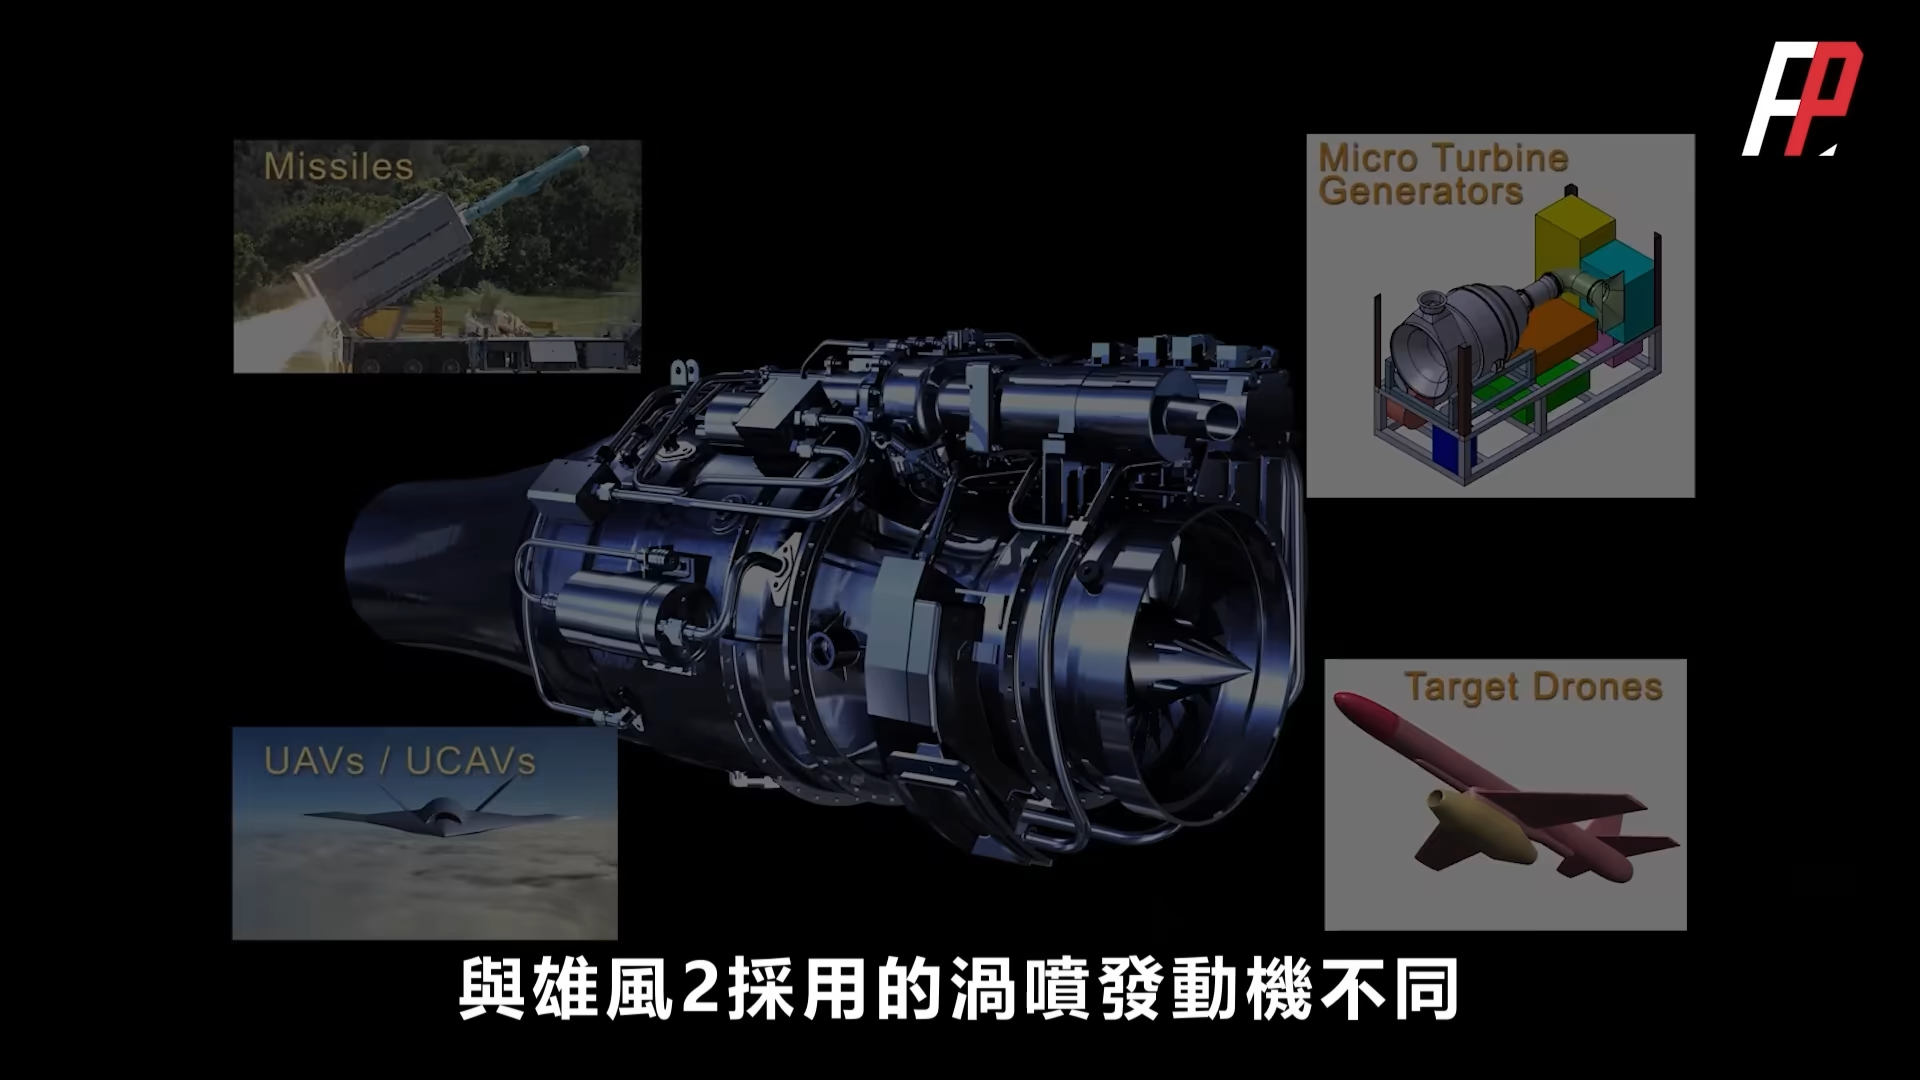 FP
Missiles
Micro Turbine
Generators
UAVs / UCAVs
Target Drones
與雄風2採用的渦噴發動機不同